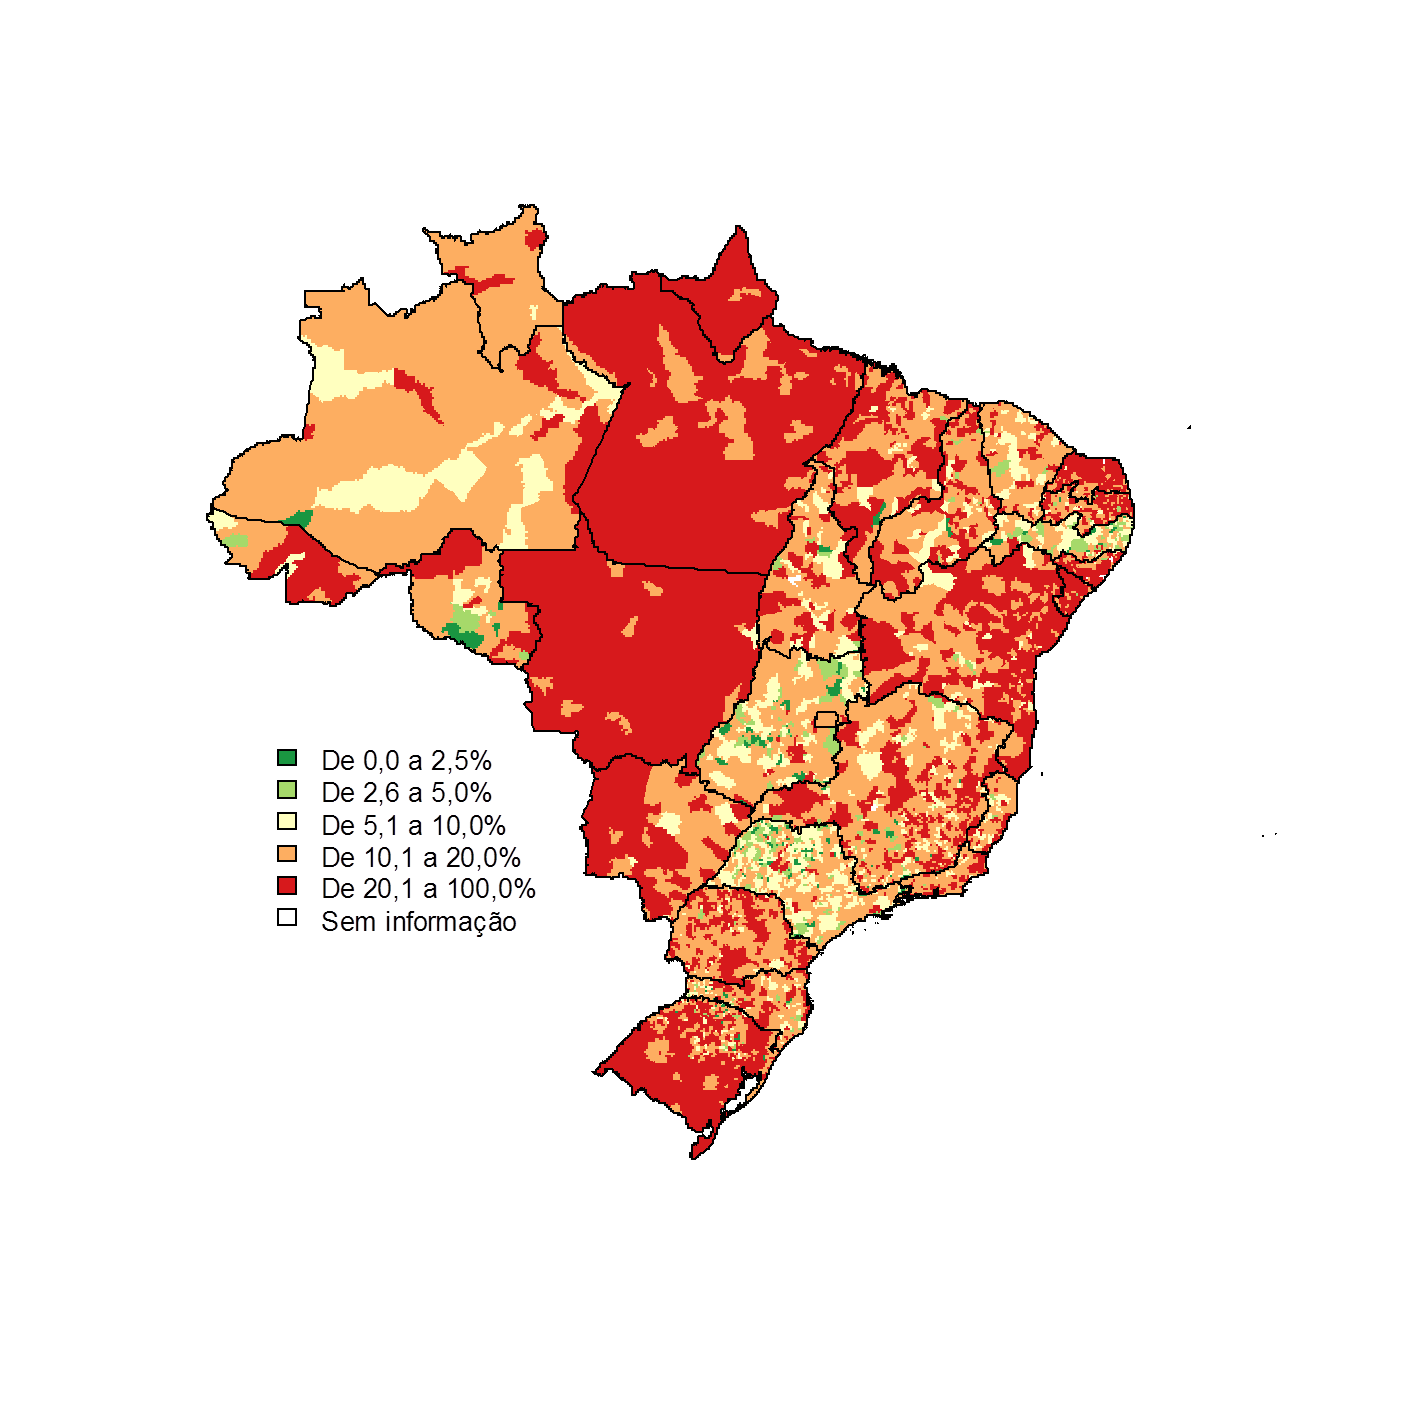 De 0,0 a 2,5%
De 2,6 a 5,0%
De 5,1 a 10,0%
De 10,1 a 20,0%
De 20,1 a 100,0%
Sem informação